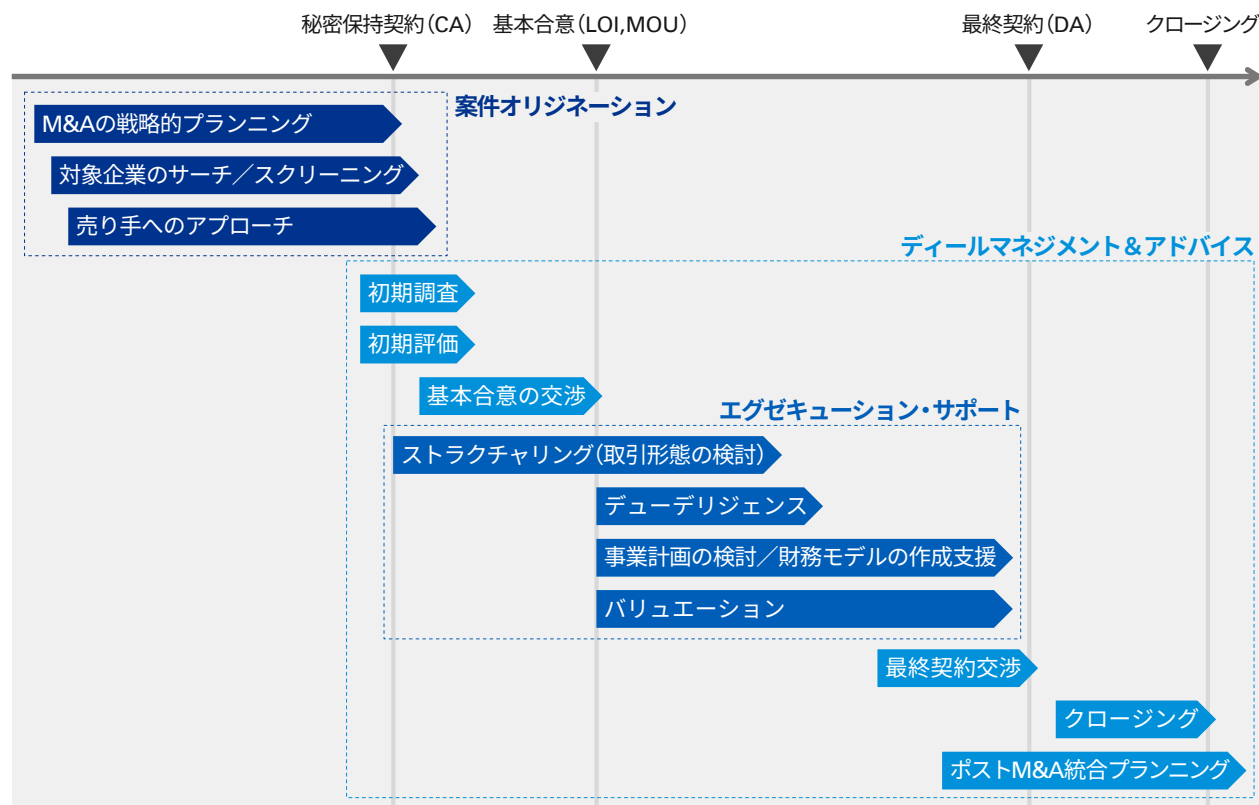 秘密保持契約（CA）
基本合意（LOI,MOU）
最終契約（DA）
クロージング
案件オリジネーション
M&Aの戦略的プランニング
対象企業のサーチ／スクリーニング
売り手へのアプローチ
ディールマネジメント＆アドバイス
初期調査
初期評価
基本合意の交渉
エグゼキューション・サポート
ストラクチャリング（取引形態の検討）
デューデリジェンス
事業計画の検討／財務モデルの作成支援
バリュエーション
最終契約交渉
クロージング
ポストM&A統合プランニング